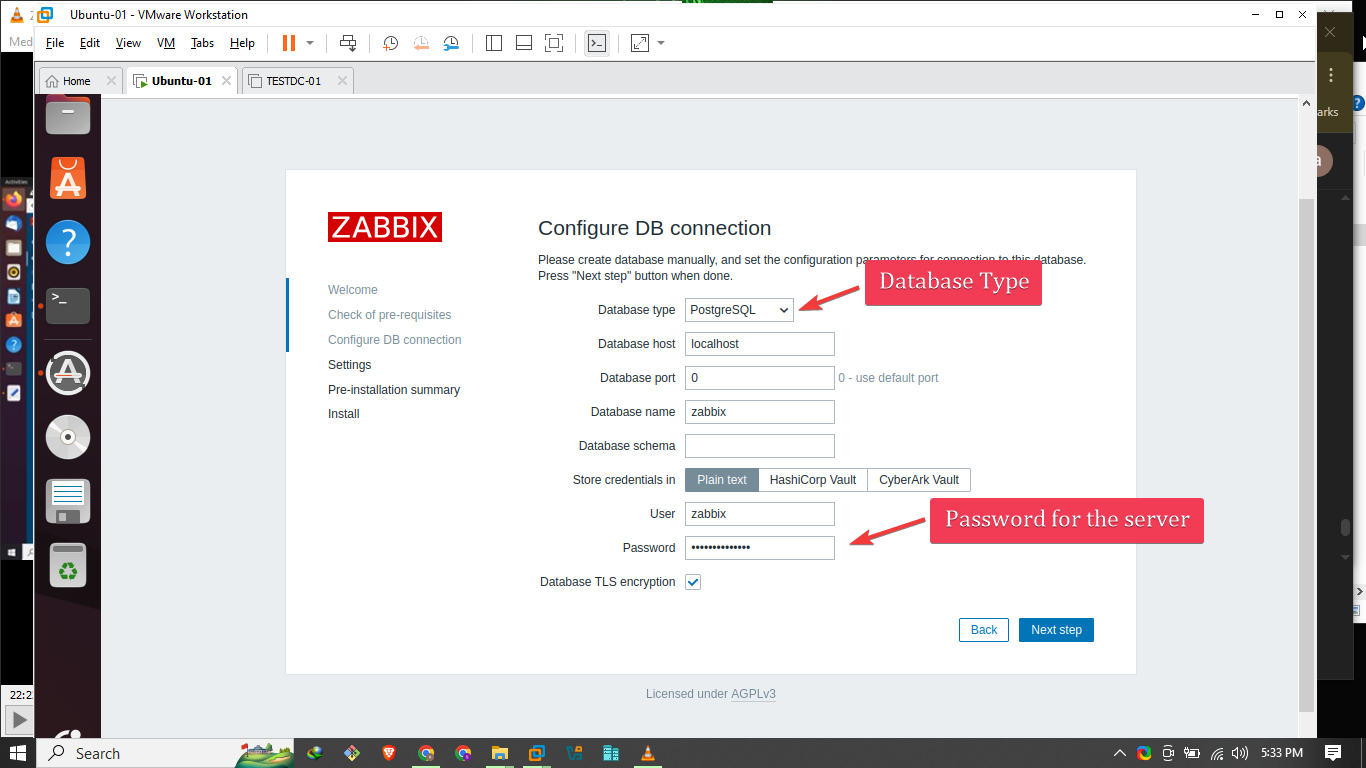 Ubuntu-01 - VMware Workstation
File Edit View VM Tabs Help
Home Ubuntu-01 TESTDC-01
Med
arks
a
Activities
ZABBIX
Configure DB connection
Please create database manually, and set the configuration parameters for connection to this database.
Press "Next step" button when done.
Database Type
Welcome
Check of pre-requisites
Configure DB connection
Settings
Pre-installation summary
Install
Database type PostgreSQL
Database host localhost
Database port 0 0 - use default port
Database name zabbix
Database schema
Store credentials in Plain text HashiCorp Vault CyberArk Vault
User zabbix
Password for the server
Password ••••••••••••••
Database TLS encryption
Back Next step
Licensed under AGPLv3
22:2
Search
5:33 PM